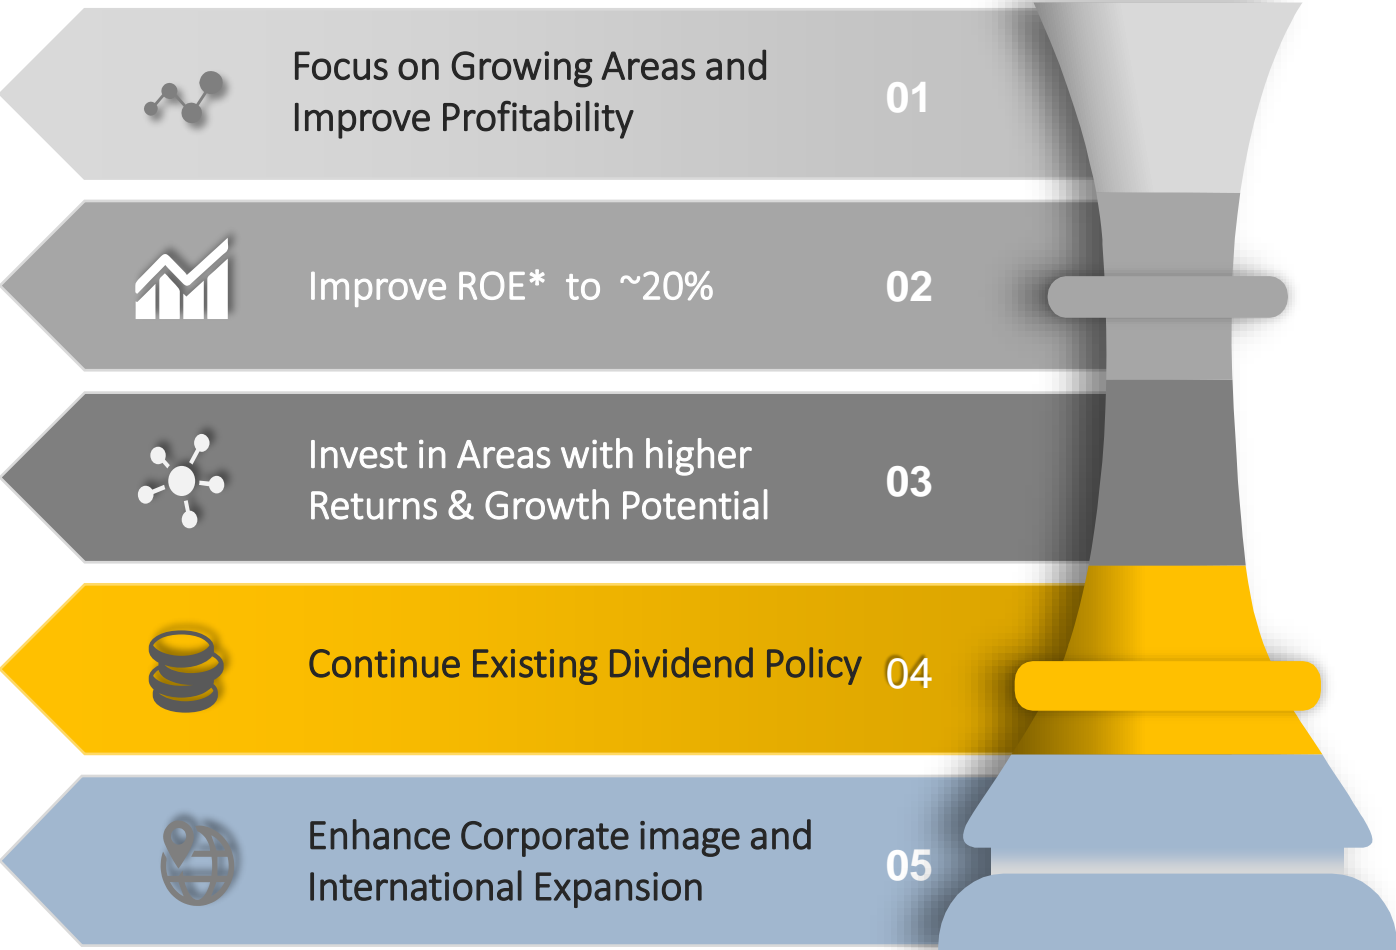 Focus on Growing Areas and
Improve Profitability
01
Improve ROE* to ~20%
02
Invest in Areas with higher
Returns & Growth Potential
03
Continue Existing Dividend Policy
04
Enhance Corporate image and
International Expansion
05